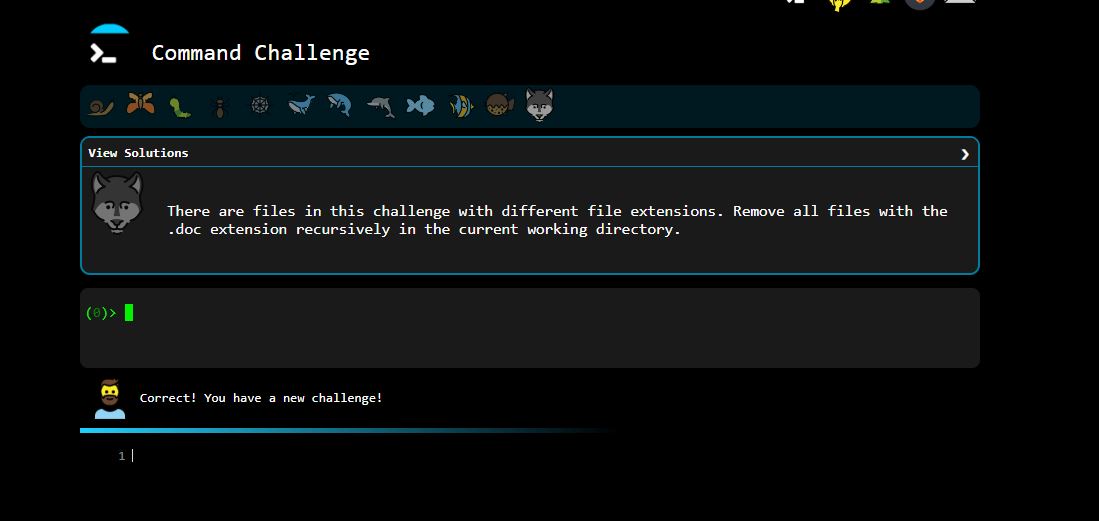 Command Challenge
View Solutions
There are files in this challenge with different file extensions. Remove all files with the
.doc extension recursively in the current working directory.
(0)>
Correct! You have a new challenge!
1